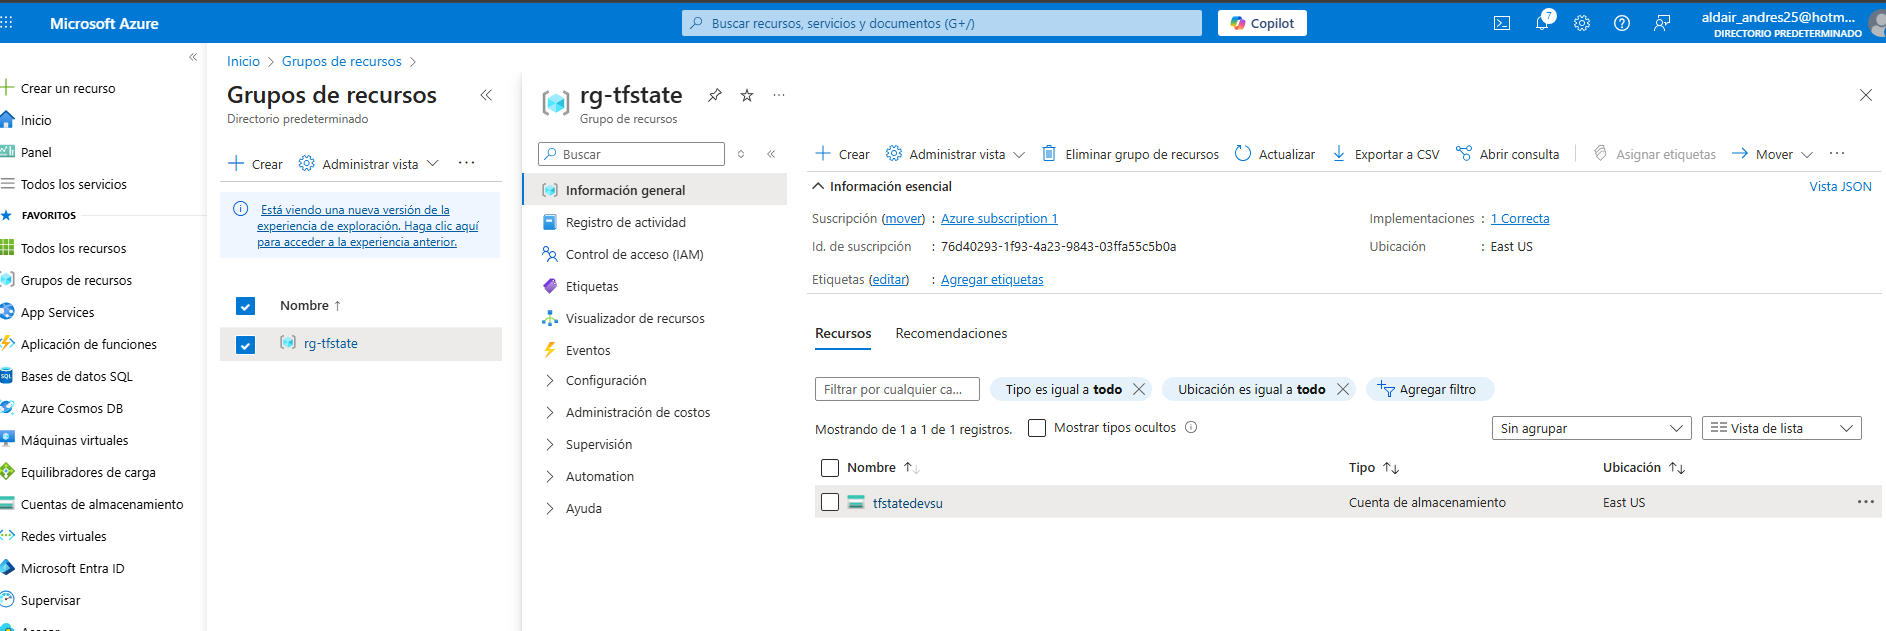 Microsoft Azure
Buscar recursos, servicios y documentos (G+/)
Copilot
7
aldair_andres25@hotm...
DIRECTORIO PREDETERMINADO
Crear un recurso
Inicio
Panel
Todos los servicios
FAVORITOS
Todos los recursos
Grupos de recursos
App Services
Aplicación de funciones
SQL
Bases de datos SQL
Azure Cosmos DB
Máquinas virtuales
Equilibradores de carga
Cuentas de almacenamiento
Redes virtuales
Microsoft Entra ID
Supervisar
Inicio > Grupos de recursos >
Grupos de recursos
Directorio predeterminado
Crear
Administrar vista
Está viendo una nueva versión de la
experiencia de exploración. Haga clic aquí
para acceder a la experiencia anterior.
Nombre ↑
rg-tfstate
rg-tfstate
Grupo de recursos
Buscar
Información general
Registro de actividad
Control de acceso (IAM)
Etiquetas
Visualizador de recursos
Eventos
Configuración
Administración de costos
Supervisión
Automation
Ayuda
Crear Administrar vista Eliminar grupo de recursos Actualizar Exportar a CSV Abrir consulta Asignar etiquetas Mover
Información esencial
Vista JSON
Suscripción (mover) : Azure subscription 1
Implementaciones : 1 Correcta
Id. de suscripción : 76d40293-1f93-4a23-9843-03ffa55c5b0a
Ubicación : East US
Etiquetas (editar) : Agregar etiquetas
Recursos Recomendaciones
Filtrar por cualquier ca... Tipo es igual a todo Ubicación es igual a todo Agregar filtro
Mostrando de 1 a 1 de 1 registros. Mostrar tipos ocultos
Sin agrupar Vista de lista
Nombre ↑↓ Tipo ↑↓ Ubicación ↑↓
tfstatedevsu Cuenta de almacenamiento East US